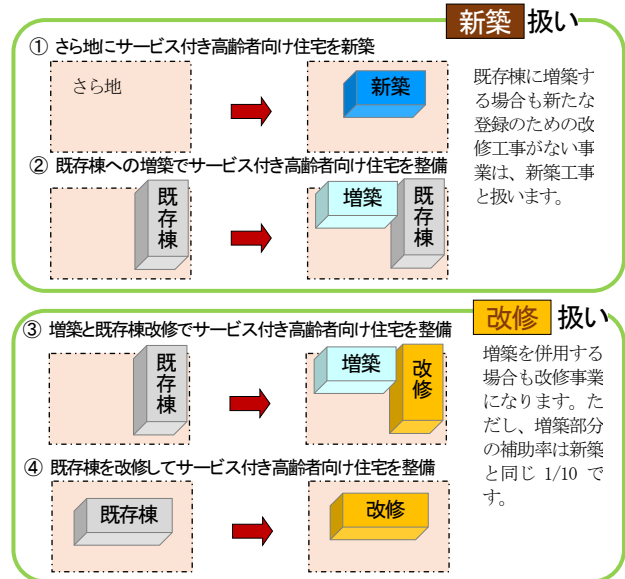 新築 扱い
① さら地にサービス付き高齢者向け住宅を新築
さら地
新築
既存棟に増築す
る場合も新たな
登録のための改
修工事がない事
業は、新築工事
と扱います。
② 既存棟への増築でサービス付き高齢者向け住宅を整備
既存棟
増築
既存棟
改修 扱い
③ 増築と既存棟改修でサービス付き高齢者向け住宅を整備
既存棟
増築
改修
増築を併用する
場合も改修事業
になります。た
だし、増築部分
の補助率は新築
と同じ 1/10 で
す。
④ 既存棟を改修してサービス付き高齢者向け住宅を整備
既存棟
改修